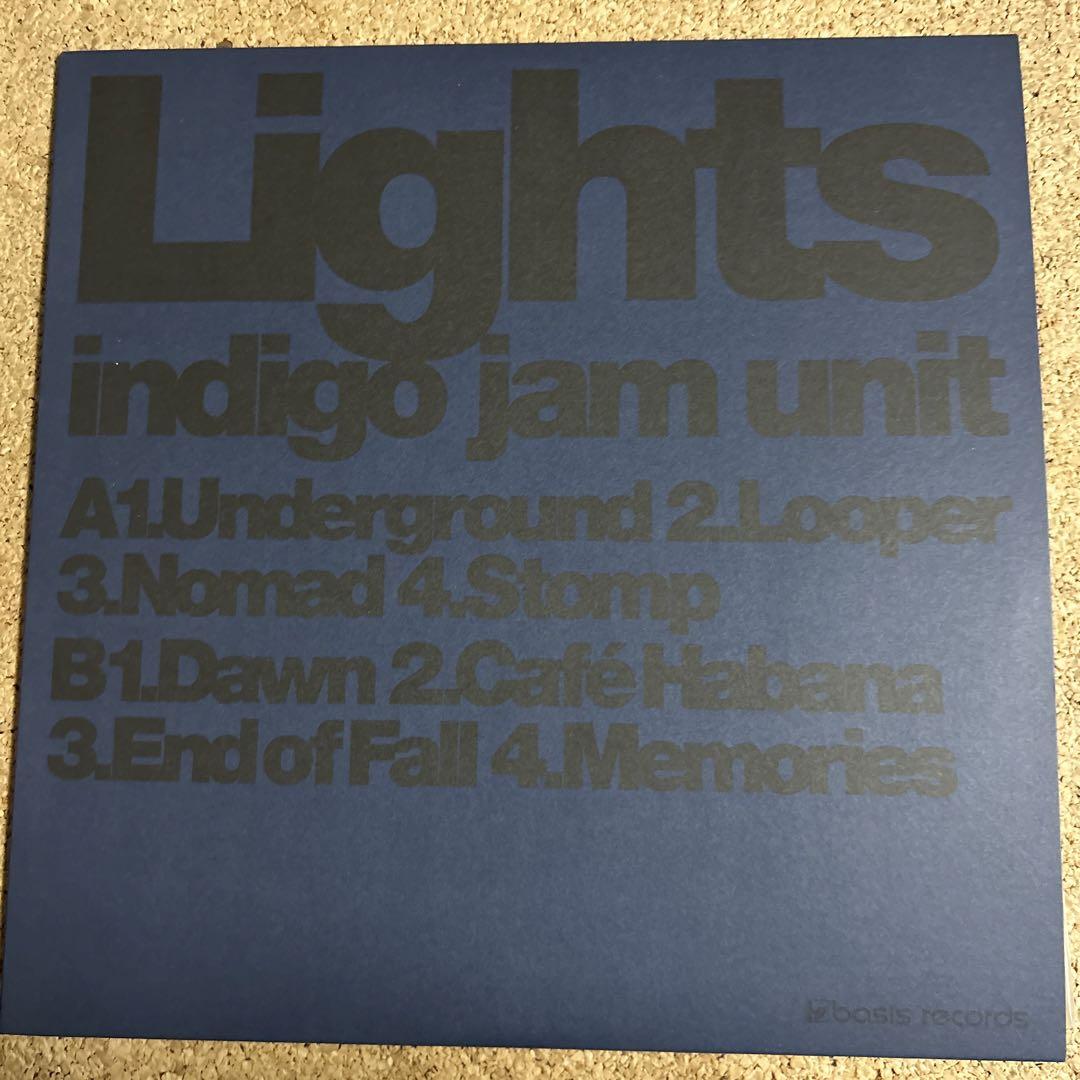 Lights
indigo jam unit
A1.Underground 2.Looper
3.Nomad 4.Stomp
B1.Dawn 2.Café Habana
3.End of Fall 4.Memories
basis records